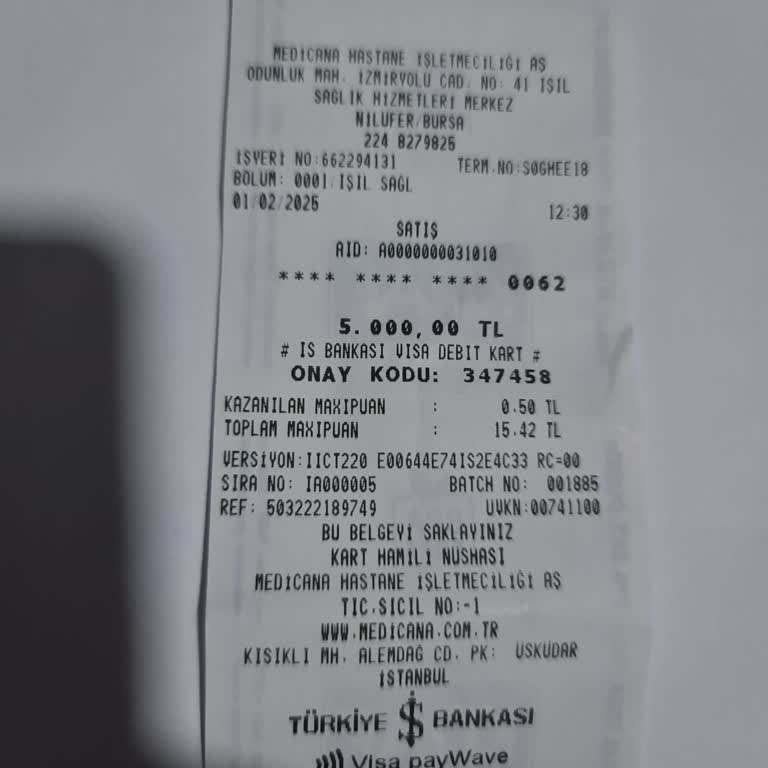 MEDİCANA HASTANE İŞLETMECİLİĞİ AŞ
ODUNLUK MAH. İZMİRYOLU CAD. NO: 41 IŞIL
SAĞLIK HİZMETLERİ MERKEZ
NİLÜFER/BURSA
224 8279825
İŞYERİ NO:662294131 TERM.NO:S0GHEE18
BÖLÜM: 0001/IŞIL SAĞL
01/02/2025 12:30
SATIŞ
AID: A0000000031010
**** **** **** 0062
5.000,00 TL
# IS BANKASI VISA DEBIT KART #
ONAY KODU: 347458
KAZANILAN MAXIPUAN : 0.50 TL
TOPLAM MAXIPUAN : 15.42 TL
VERSİYON:IICT220 E00644E74IS2E4C33 RC=00
SIRA NO: IA000005 BATCH NO: 001885
REF: 503222189749 UVKN:00741100
BU BELGEYİ SAKLAYINIZ
KART HAMİLİ NÜSHASI
MEDİCANA HASTANE İŞLETMECİLİĞİ AŞ
TIC.SICIL NO:-1
WWW.MEDICANA.COM.TR
KISIKLI MH. ALEMDAĞ CD. PK: ÜSKÜDAR
İSTANBUL
TÜRKİYE İŞ BANKASI
Visa payWave